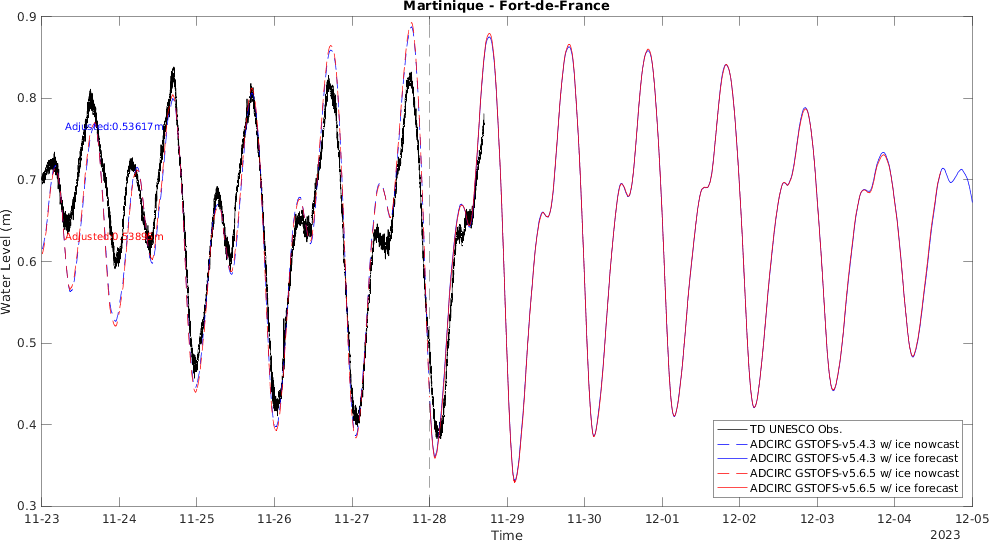 Martinique - Fort-de-France
0.9
0.8
0.7
0.6
0.5
0.4
0.3
Water Level (m)
Adjusted:0.53617m
11-23
11-24
11-25
11-26
11-27
11-28
11-29
11-30
12-01
12-02
12-03
12-04
12-05
Time
2023
TD UNESCO Obs.
ADCIRC GSTOFS-v5.4.3 w/ ice nowcast
ADCIRC GSTOFS-v5.4.3 w/ ice forecast
ADCIRC GSTOFS-v5.6.5 w/ ice nowcast
ADCIRC GSTOFS-v5.6.5 w/ ice forecast